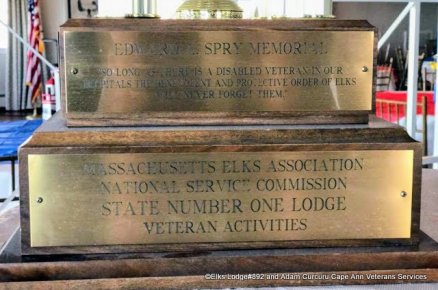 EDWARD A. SPRY MEMORIAL
"SO LONG AS THERE IS A DISABLED VETERAN IN OUR
HOSPITALS THE BENEVOLENT AND PROTECTIVE ORDER OF ELKS
WILL NEVER FORGET THEM."
MASSACHUSETTS ELKS ASSOCIATION
NATIONAL SERVICE COMMISSION
STATE NUMBER ONE LODGE
VETERAN ACTIVITIES
©Elks Lodge#892 and Adam Curcuru Cape Ann Veterans Services